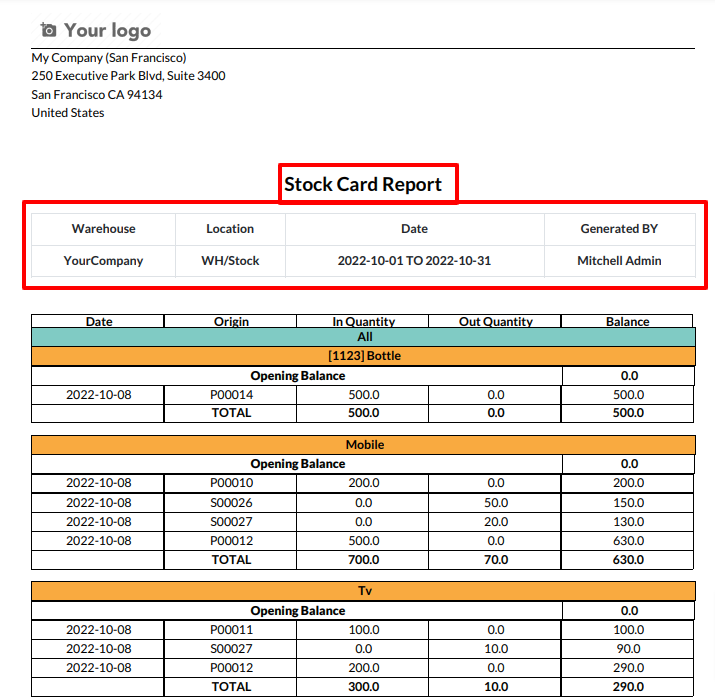 Your logo
My Company (San Francisco)
250 Executive Park Blvd, Suite 3400
San Francisco CA 94134
United States
Stock Card Report
Warehouse Location Date Generated BY
YourCompany WH/Stock 2022-10-01 TO 2022-10-31 Mitchell Admin
Date Origin In Quantity Out Quantity Balance
All
[1123] Bottle
Opening Balance 0.0
2022-10-08 P00014 500.0 0.0 500.0
TOTAL 500.0 0.0 500.0
Mobile
Opening Balance 0.0
2022-10-08 P00010 200.0 0.0 200.0
2022-10-08 S00026 0.0 50.0 150.0
2022-10-08 S00027 0.0 20.0 130.0
2022-10-08 P00012 500.0 0.0 630.0
TOTAL 700.0 70.0 630.0
Tv
Opening Balance 0.0
2022-10-08 P00011 100.0 0.0 100.0
2022-10-08 S00027 0.0 10.0 90.0
2022-10-08 P00012 200.0 0.0 290.0
TOTAL 300.0 10.0 290.0